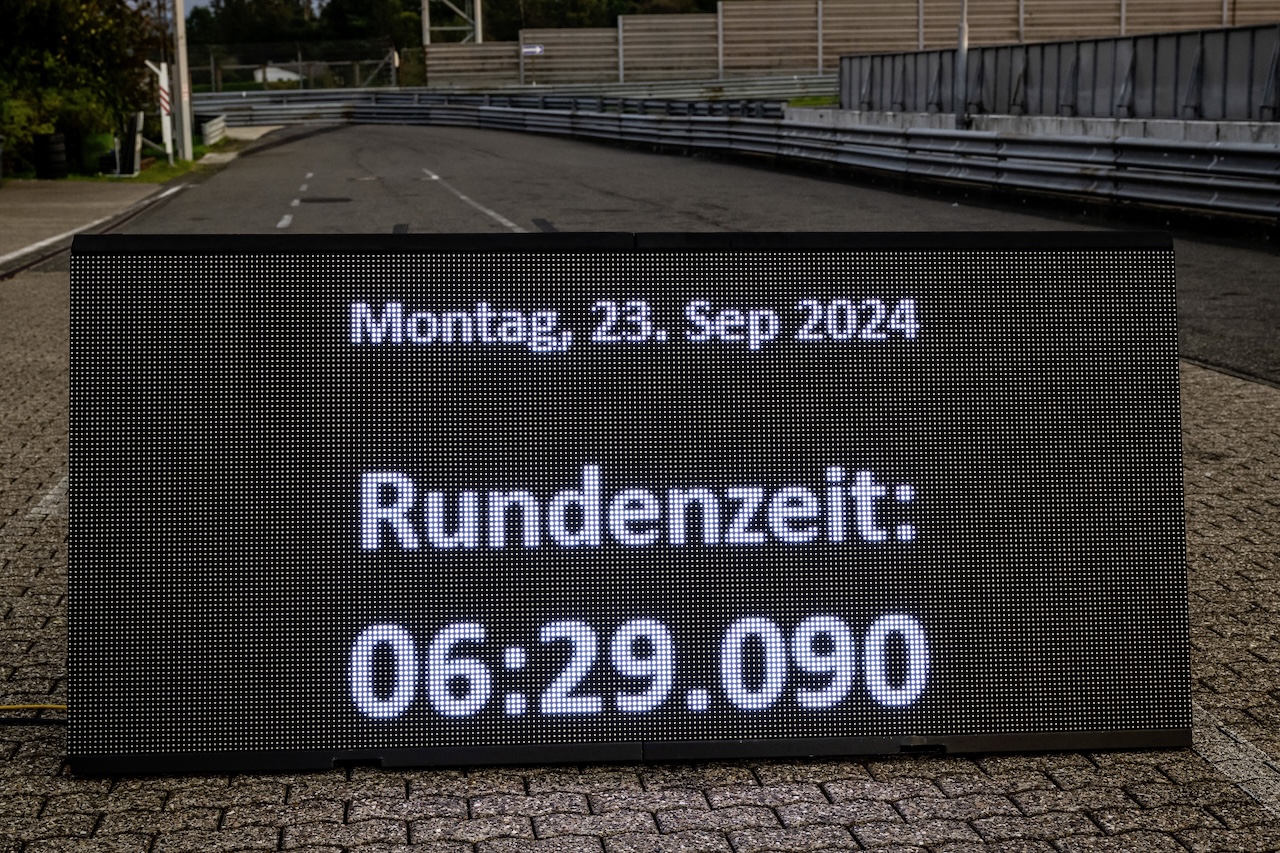 Montag, 23. Sep 2024
Rundenzeit:
06:29.090